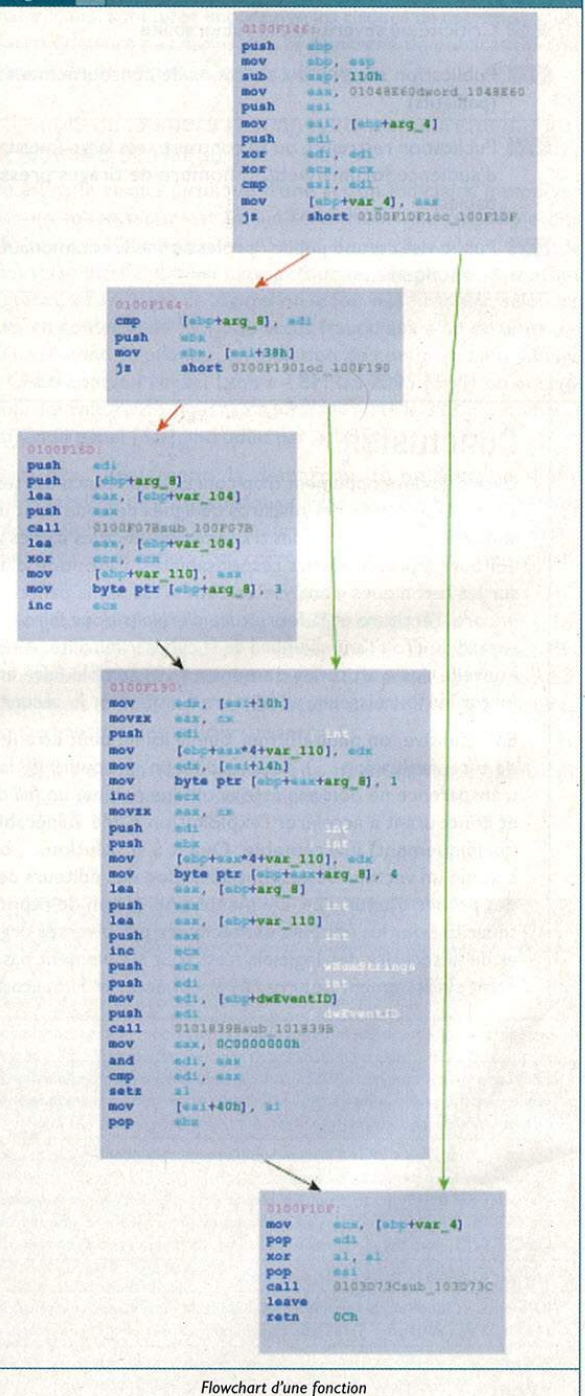 0100F146:
push ebp
mov ebp, esp
sub esp, 110h
mov eax, 01048E60dword_1048E60
push esi
mov esi, [ebp+arg_4]
push edi
xor edi, edi
xor ecx, ecx
cmp esi, edi
mov [ebp+var_4], eax
jz short 0100F1DFloc_100F1DF
0100F164:
cmp [ebp+arg_8], edi
push ebx
mov ebx, [esi+38h]
jz short 0100F190loc_100F190
0100F16D:
push edi
push [ebp+arg_8]
lea eax, [ebp+var_104]
push eax
call 0100F07Bsub_100F07B
lea eax, [ebp+var_104]
xor ecx, ecx
mov [ebp+var_110], eax
mov byte ptr [ebp+arg_8], 3
inc ecx
0100F190:
mov edx, [esi+10h]
movzx eax, cx
push edi ; int
mov [ebp+eax*4+var_110], edx
mov edx, [esi+14h]
mov byte ptr [ebp+eax+arg_8], 1
inc ecx
movzx eax, cx
push edi ; int
push ebx ; int
mov [ebp+eax*4+var_110], edx
mov byte ptr [ebp+eax+arg_8], 4
lea eax, [ebp+arg_8]
push eax ; int
lea eax, [ebp+var_110]
push eax ; int
inc ecx
push ecx ; wNumStrings
push edi ; int
mov edi, [ebp+dwEventID]
push edi ; dwEventID
call 0101839Bsub_101839B
mov eax, 0C0000000h
and edi, eax
cmp edi, eax
setz al
mov [esi+40h], al
pop ebx
0100F1DF:
mov ecx, [ebp+var_4]
pop edi
xor al, al
pop esi
call 0103D73Csub_103D73C
leave
retn 0Ch
Flowchart d'une fonction